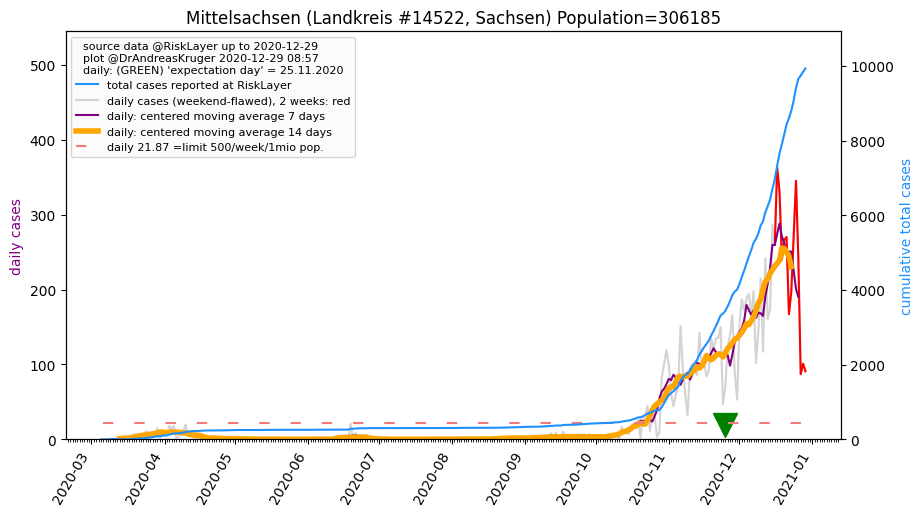 Mittelsachsen (Landkreis #14522, Sachsen) Population=306185
source data @RiskLayer up to 2020-12-29
plot @DrAndreasKruger 2020-12-29 08:57
daily: (GREEN) 'expectation day' = 25.11.2020
total cases reported at RiskLayer
daily cases (weekend-flawed), 2 weeks: red
daily: centered moving average 7 days
daily: centered moving average 14 days
daily 21.87 =limit 500/week/1mio pop.
daily cases
500
400
300
200
100
0
cumulative total cases
10000
8000
6000
4000
2000
0
2020-03
2020-04
2020-05
2020-06
2020-07
2020-08
2020-09
2020-10
2020-11
2020-12
2021-01